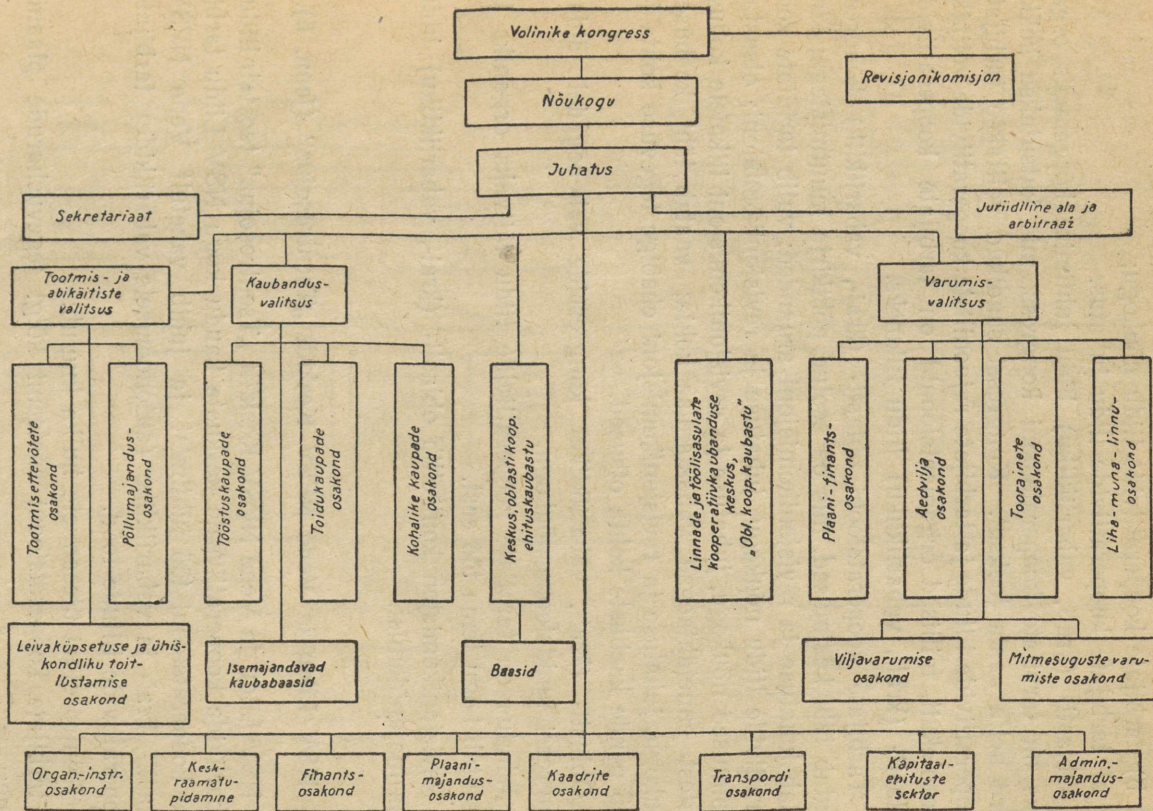 Volinike kongress
Revisjonikomisjon
Nõukogu
Juhatus
Sekretariaat
Juriidiline ala ja
arbitraaž
Tootmis- ja
abikäitiste
valitsus
Kaubandus-
valitsus
Varumis-
valitsus
Tootmisettevõtete
osakond
Põllumajandus-
osakond
Tööstuskaupade
osakond
Toidukaupade
osakond
Kohalike kaupade
osakond
Keskus, oblasti koop.
ehituskaubastu
Linnade ja töölisasulate
kooperatiivkaubanduse
keskus,
„Obl. koop. kaubastu"
Plaani-finants-
osakond
Aedvilja
osakond
Toorainete
osakond
Liha-muna-linnu-
osakond
Leivaküpsetuse ja ühis-
kondliku toit-
lustamise
osakond
Isemajandavad
kaubabaasid
Baasid
Viljavarumise
osakond
Mitmesuguste varu-
miste osakond
Organ.-instr.
osakond
Kesk-
raamatu-
pidamine
Finants-
osakond
Plaani-
majandus-
osakond
Kaadrite
osakond
Transpordi
osakond
Kapitaal-
ehituste
sektor
Admin.-
majandus-
osakond